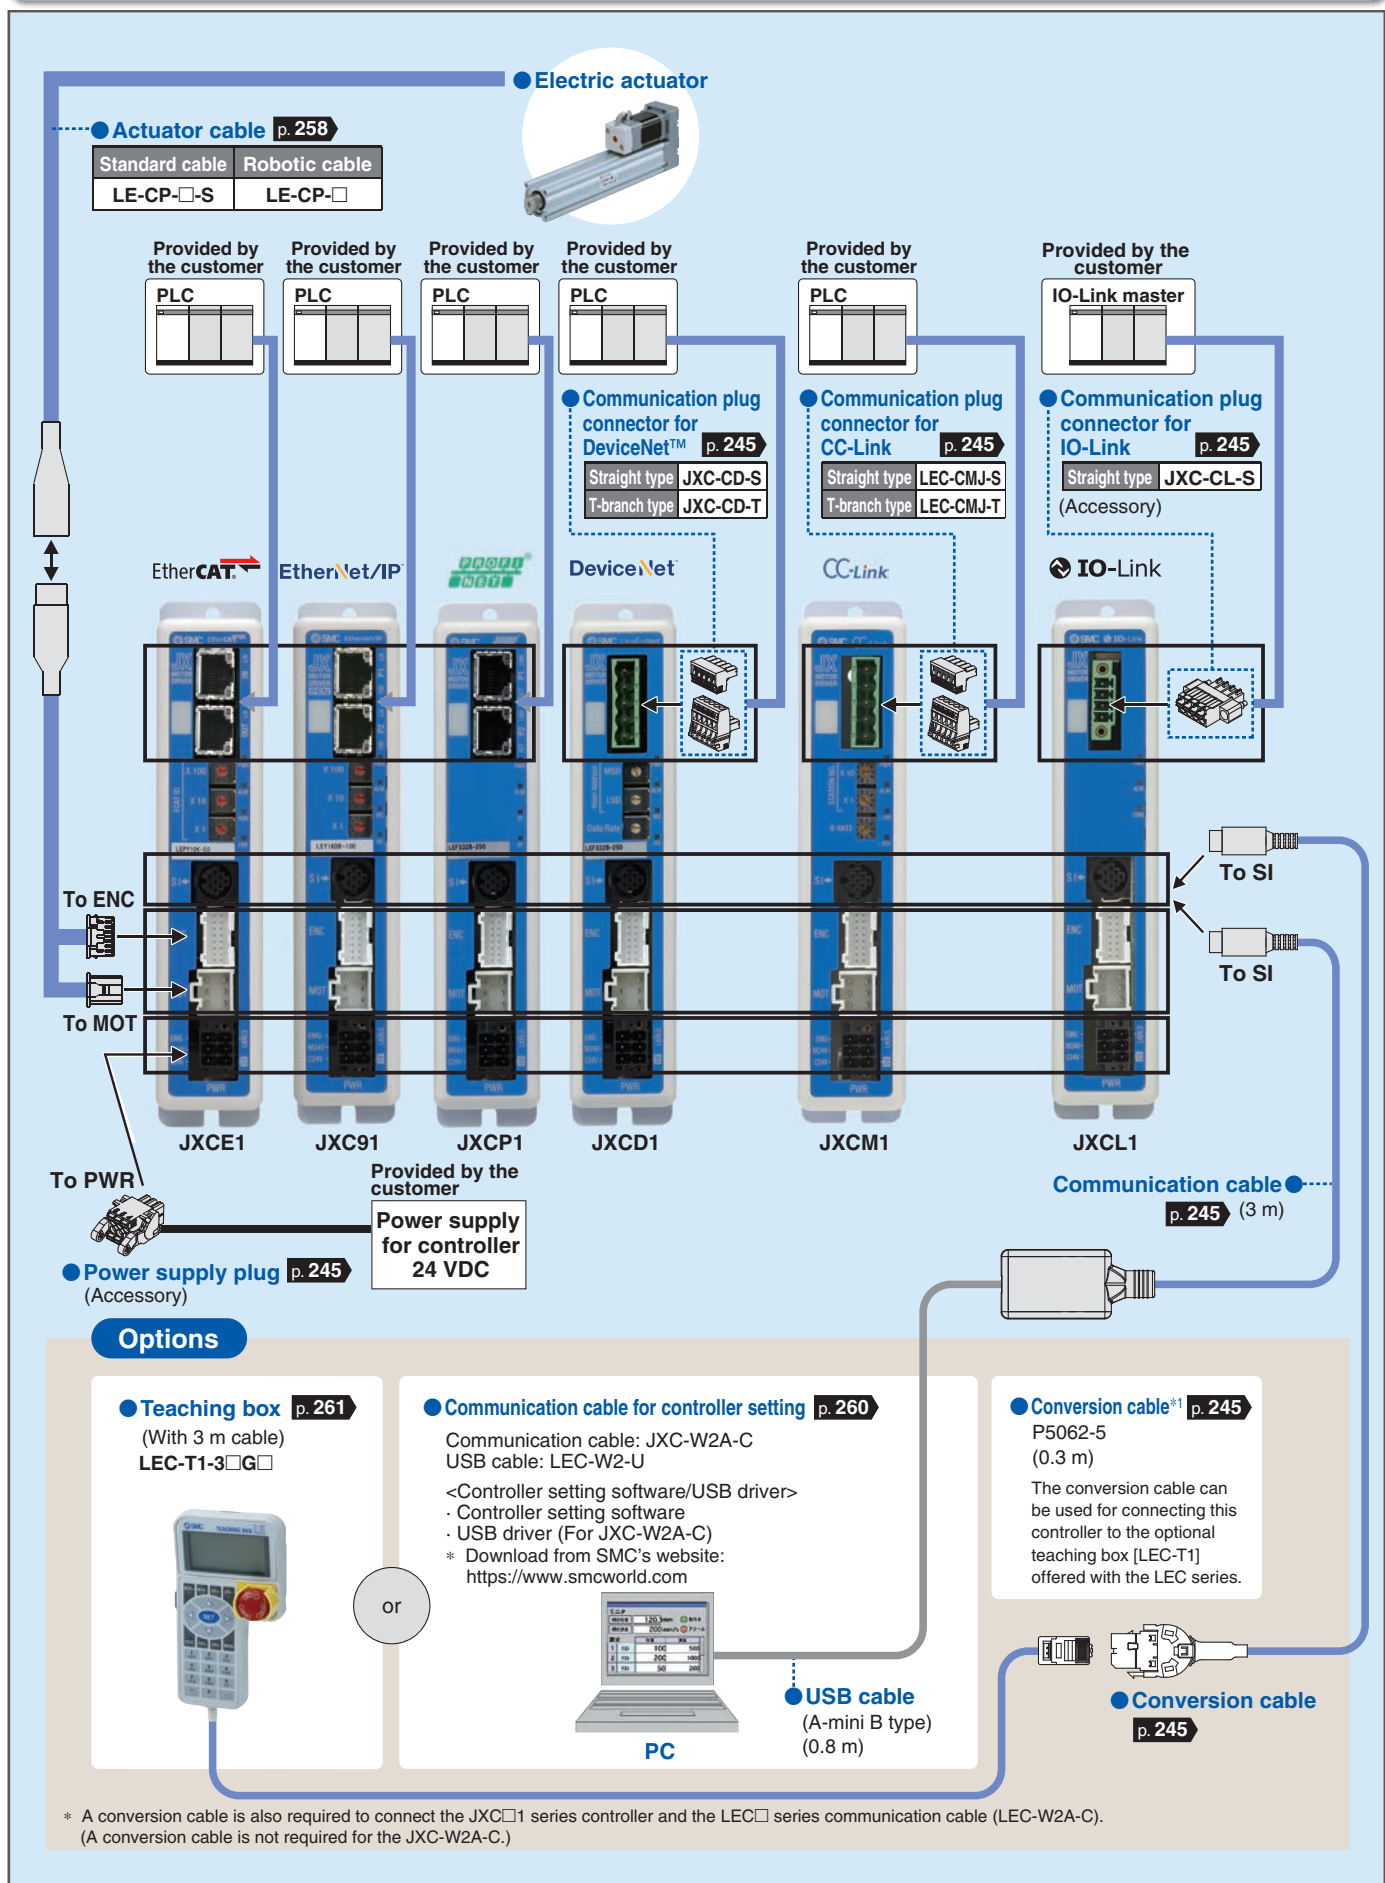 Electric actuator
Actuator cable p. 258
Standard cable Robotic cable
LE-CP-□-S LE-CP-□
Provided by
the customer
PLC
Provided by
the customer
PLC
Provided by
the customer
PLC
Provided by
the customer
PLC
Provided by
the customer
PLC
Provided by the
customer
IO-Link master
Communication plug
connector for
DeviceNet™ p. 245
Straight type JXC-CD-S
T-branch type JXC-CD-T
Communication plug
connector for
CC-Link p. 245
Straight type LEC-CMJ-S
T-branch type LEC-CMJ-T
Communication plug
connector for
IO-Link p. 245
Straight type JXC-CL-S
(Accessory)
EtherCAT®
EtherNet/IP
PROFI
NET
DeviceNet
CC-Link
IO-Link
To SI
To SI
To ENC
To MOT
JXCE1
JXC91
JXCP1
JXCD1
JXCM1
JXCL1
To PWR
Provided by the
customer
Power supply
for controller
24 VDC
Power supply plug p. 245
(Accessory)
Communication cable
p. 245 (3 m)
Options
Teaching box p. 261
(With 3 m cable)
LEC-T1-3□G□
or
Communication cable for controller setting p. 260
Communication cable: JXC-W2A-C
USB cable: LEC-W2-U
<Controller setting software/USB driver>
· Controller setting software
· USB driver (For JXC-W2A-C)
* Download from SMC's website:
https://www.smcworld.com
PC
USB cable
(A-mini B type)
(0.8 m)
Conversion cable*1 p. 245
P5062-5
(0.3 m)
The conversion cable can
be used for connecting this
controller to the optional
teaching box [LEC-T1]
offered with the LEC series.
Conversion cable
p. 245
* A conversion cable is also required to connect the JXC□1 series controller and the LEC□ series communication cable (LEC-W2A-C).
(A conversion cable is not required for the JXC-W2A-C.)